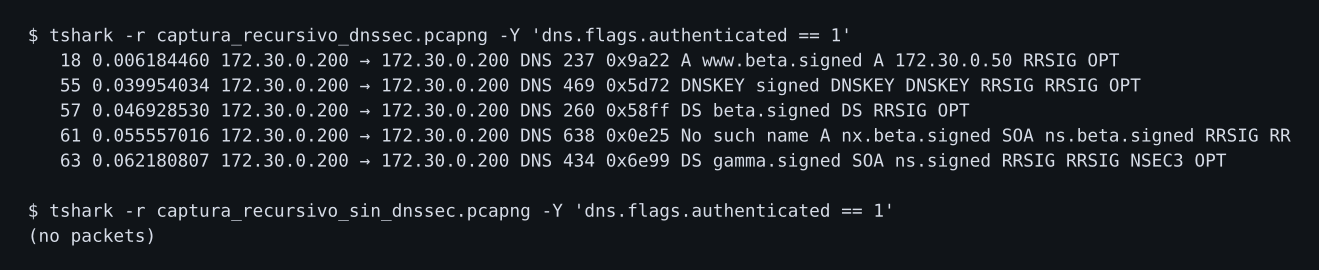 $ tshark -r captura_recursivo_dnssec.pcapng -Y 'dns.flags.authenticated == 1'
18 0.006184460 172.30.0.200 → 172.30.0.200 DNS 237 0x9a22 A www.beta.signed A 172.30.0.50 RRSIG OPT
55 0.039954034 172.30.0.200 → 172.30.0.200 DNS 469 0x5d72 DNSKEY signed DNSKEY DNSKEY RRSIG RRSIG OPT
57 0.046928530 172.30.0.200 → 172.30.0.200 DNS 260 0x58ff DS beta.signed DS RRSIG OPT
61 0.055557016 172.30.0.200 → 172.30.0.200 DNS 638 0x0e25 No such name A nx.beta.signed SOA ns.beta.signed RRSIG RR
63 0.062180807 172.30.0.200 → 172.30.0.200 DNS 434 0x6e99 DS gamma.signed SOA ns.signed RRSIG RRSIG NSEC3 OPT
$ tshark -r captura_recursivo_sin_dnssec.pcapng -Y 'dns.flags.authenticated == 1'
(no packets)